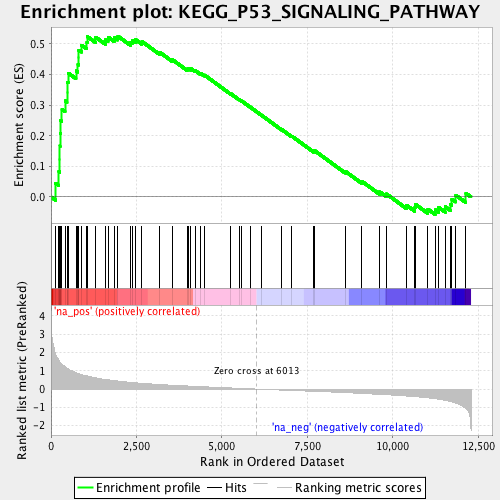 Enrichment plot: KEGG_P53_SIGNALING_PATHWAY
Enrichment score (ES)
0.5
0.4
0.3
0.2
0.1
0.0
'na_pos' (positively correlated)
Ranked list metric (PreRanked)
4
3
2
1
0
-1
-2
Zero cross at 6013
'na_neg' (negatively correlated)
0
2,500
5,000
7,500
10,000
12,500
Rank in Ordered Dataset
Enrichment profile
Hits
Ranking metric scores